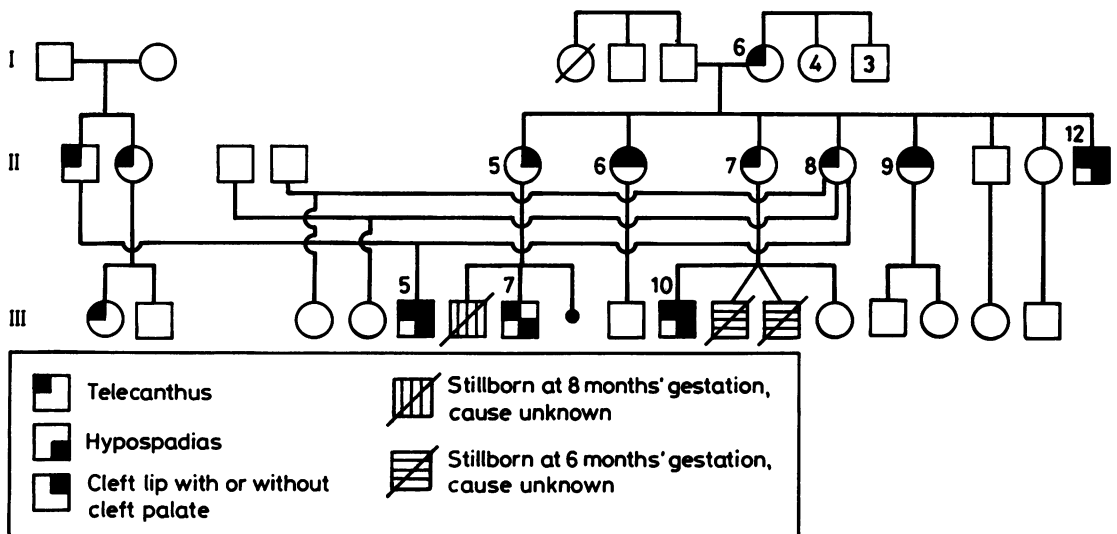 I
6
4
3
II
5
6
7
8
9
12
III
5
7
10
Telecanthus
Hypospadias
Cleft lip with or without
cleft palate
Stillborn at 8 months' gestation,
cause unknown
Stillborn at 6 months' gestation,
cause unknown